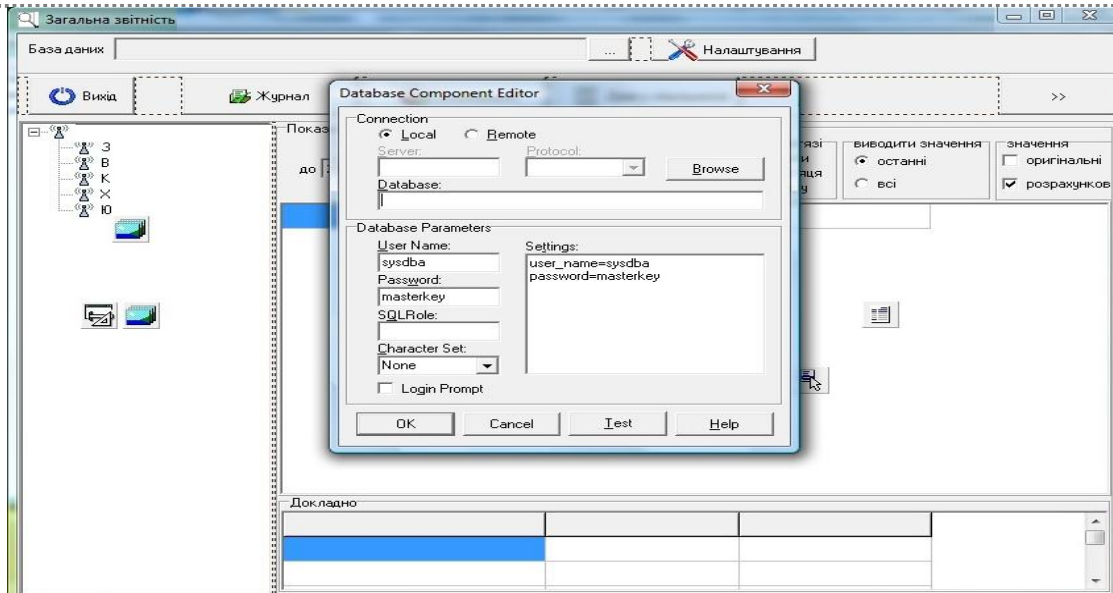 Загальна звітність
База даних
...
Налаштування
Вихід
Журнал
>>
З
В
К
Х
Ю
до
виводити значення
останні
всі
значення
оригінальні
розрахунков
Database Component Editor
Connection
Local Remote
Server: Protocol:
Browse
Database:
Database Parameters
User Name: Settings:
sysdba user_name=sysdba
Password: password=masterkey
masterkey
SQLRole:
Character Set:
None
Login Prompt
OK Cancel Test Help
Докладно